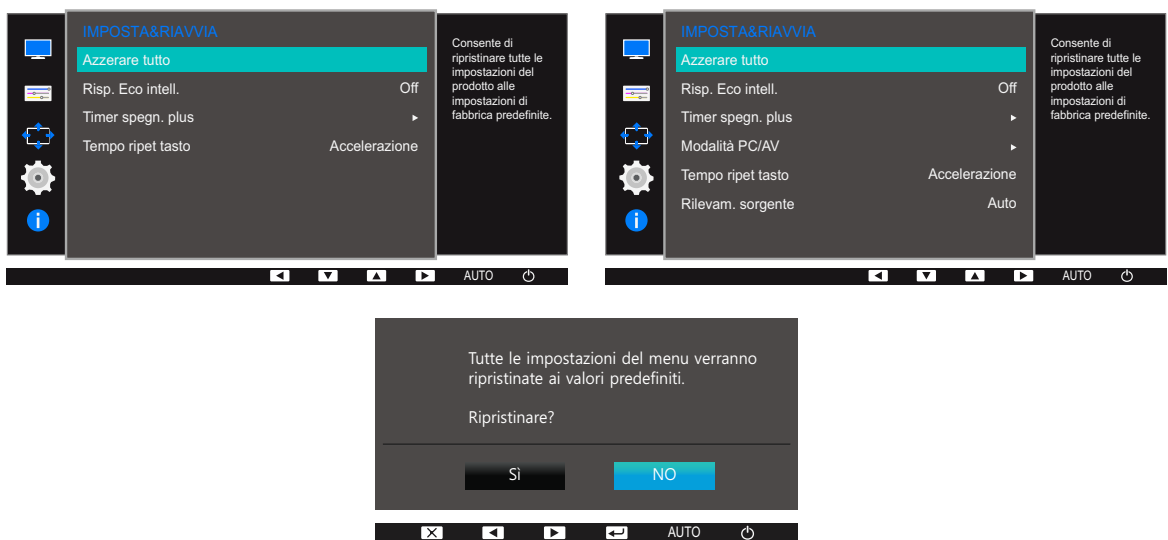 IMPOSTA&RIAVVIA
Azzerare tutto
Risp. Eco intell. Off
Timer spegn. plus
Tempo ripet tasto Accelerazione
Consente di
ripristinare tutte le
impostazioni del
prodotto alle
impostazioni di
fabbrica predefinite.
AUTO
IMPOSTA&RIAVVIA
Azzerare tutto
Risp. Eco intell. Off
Timer spegn. plus
Modalità PC/AV
Tempo ripet tasto Accelerazione
Rilevam. sorgente Auto
Consente di
ripristinare tutte le
impostazioni del
prodotto alle
impostazioni di
fabbrica predefinite.
AUTO
Tutte le impostazioni del menu verranno
ripristinate ai valori predefiniti.
Ripristinare?
Sì NO
AUTO